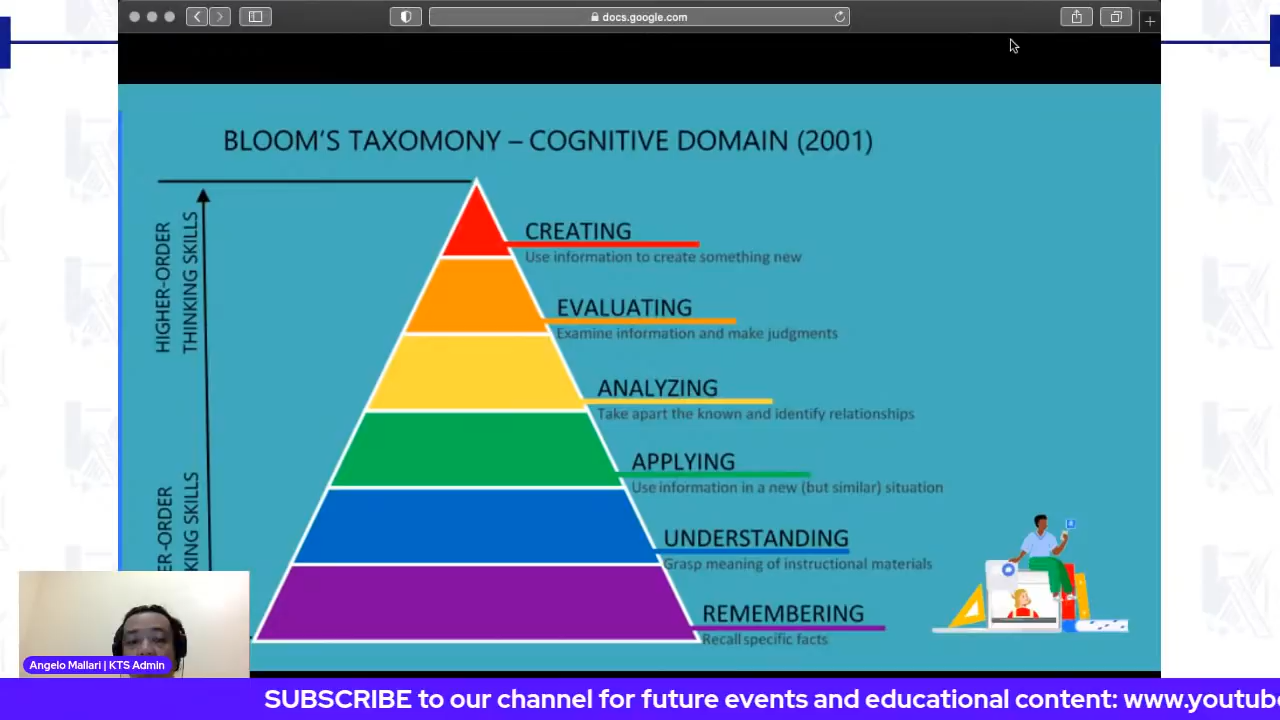 docs.google.com
BLOOM'S TAXOMONY – COGNITIVE DOMAIN (2001)
HIGHER-ORDER
THINKING SKILLS
CREATING
Use information to create something new
EVALUATING
Examine information and make judgments
ANALYZING
Take apart the known and identify relationships
APPLYING
Use information in a new (but similar) situation
ER-ORDER
KING SKILLS
UNDERSTANDING
Grasp meaning of instructional materials
REMEMBERING
Recall specific facts
Angelo Mallari | KTS Admin
SUBSCRIBE to our channel for future events and educational content: www.youtub